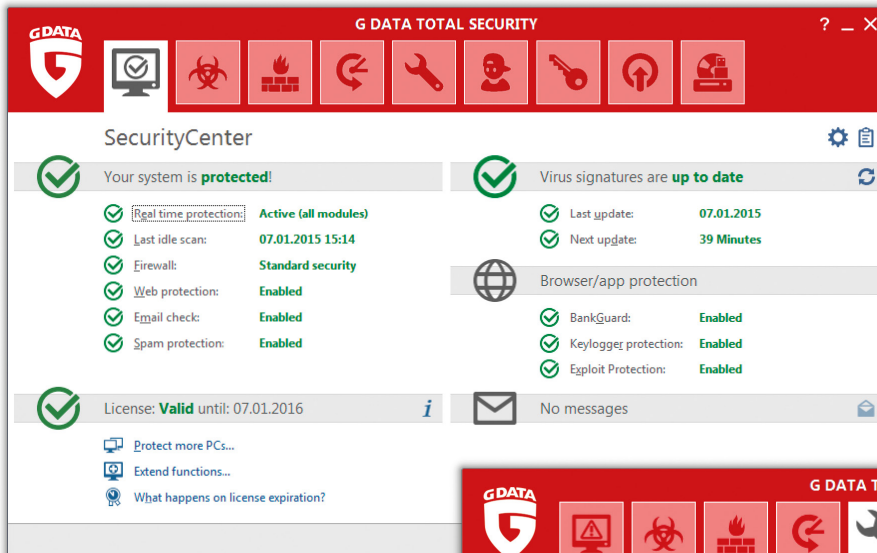 G DATA TOTAL SECURITY
? _ X
G DATA
G
SecurityCenter
Your system is protected!
Real time protection: Active (all modules)
Last idle scan: 07.01.2015 15:14
Firewall: Standard security
Web protection: Enabled
Email check: Enabled
Spam protection: Enabled
License: Valid until: 07.01.2016
i
Protect more PCs...
Extend functions...
What happens on license expiration?
Virus signatures are up to date
Last update: 07.01.2015
Next update: 39 Minutes
Browser/app protection
BankGuard: Enabled
Keylogger protection: Enabled
Exploit Protection: Enabled
No messages
G DATA T
G DATA
G